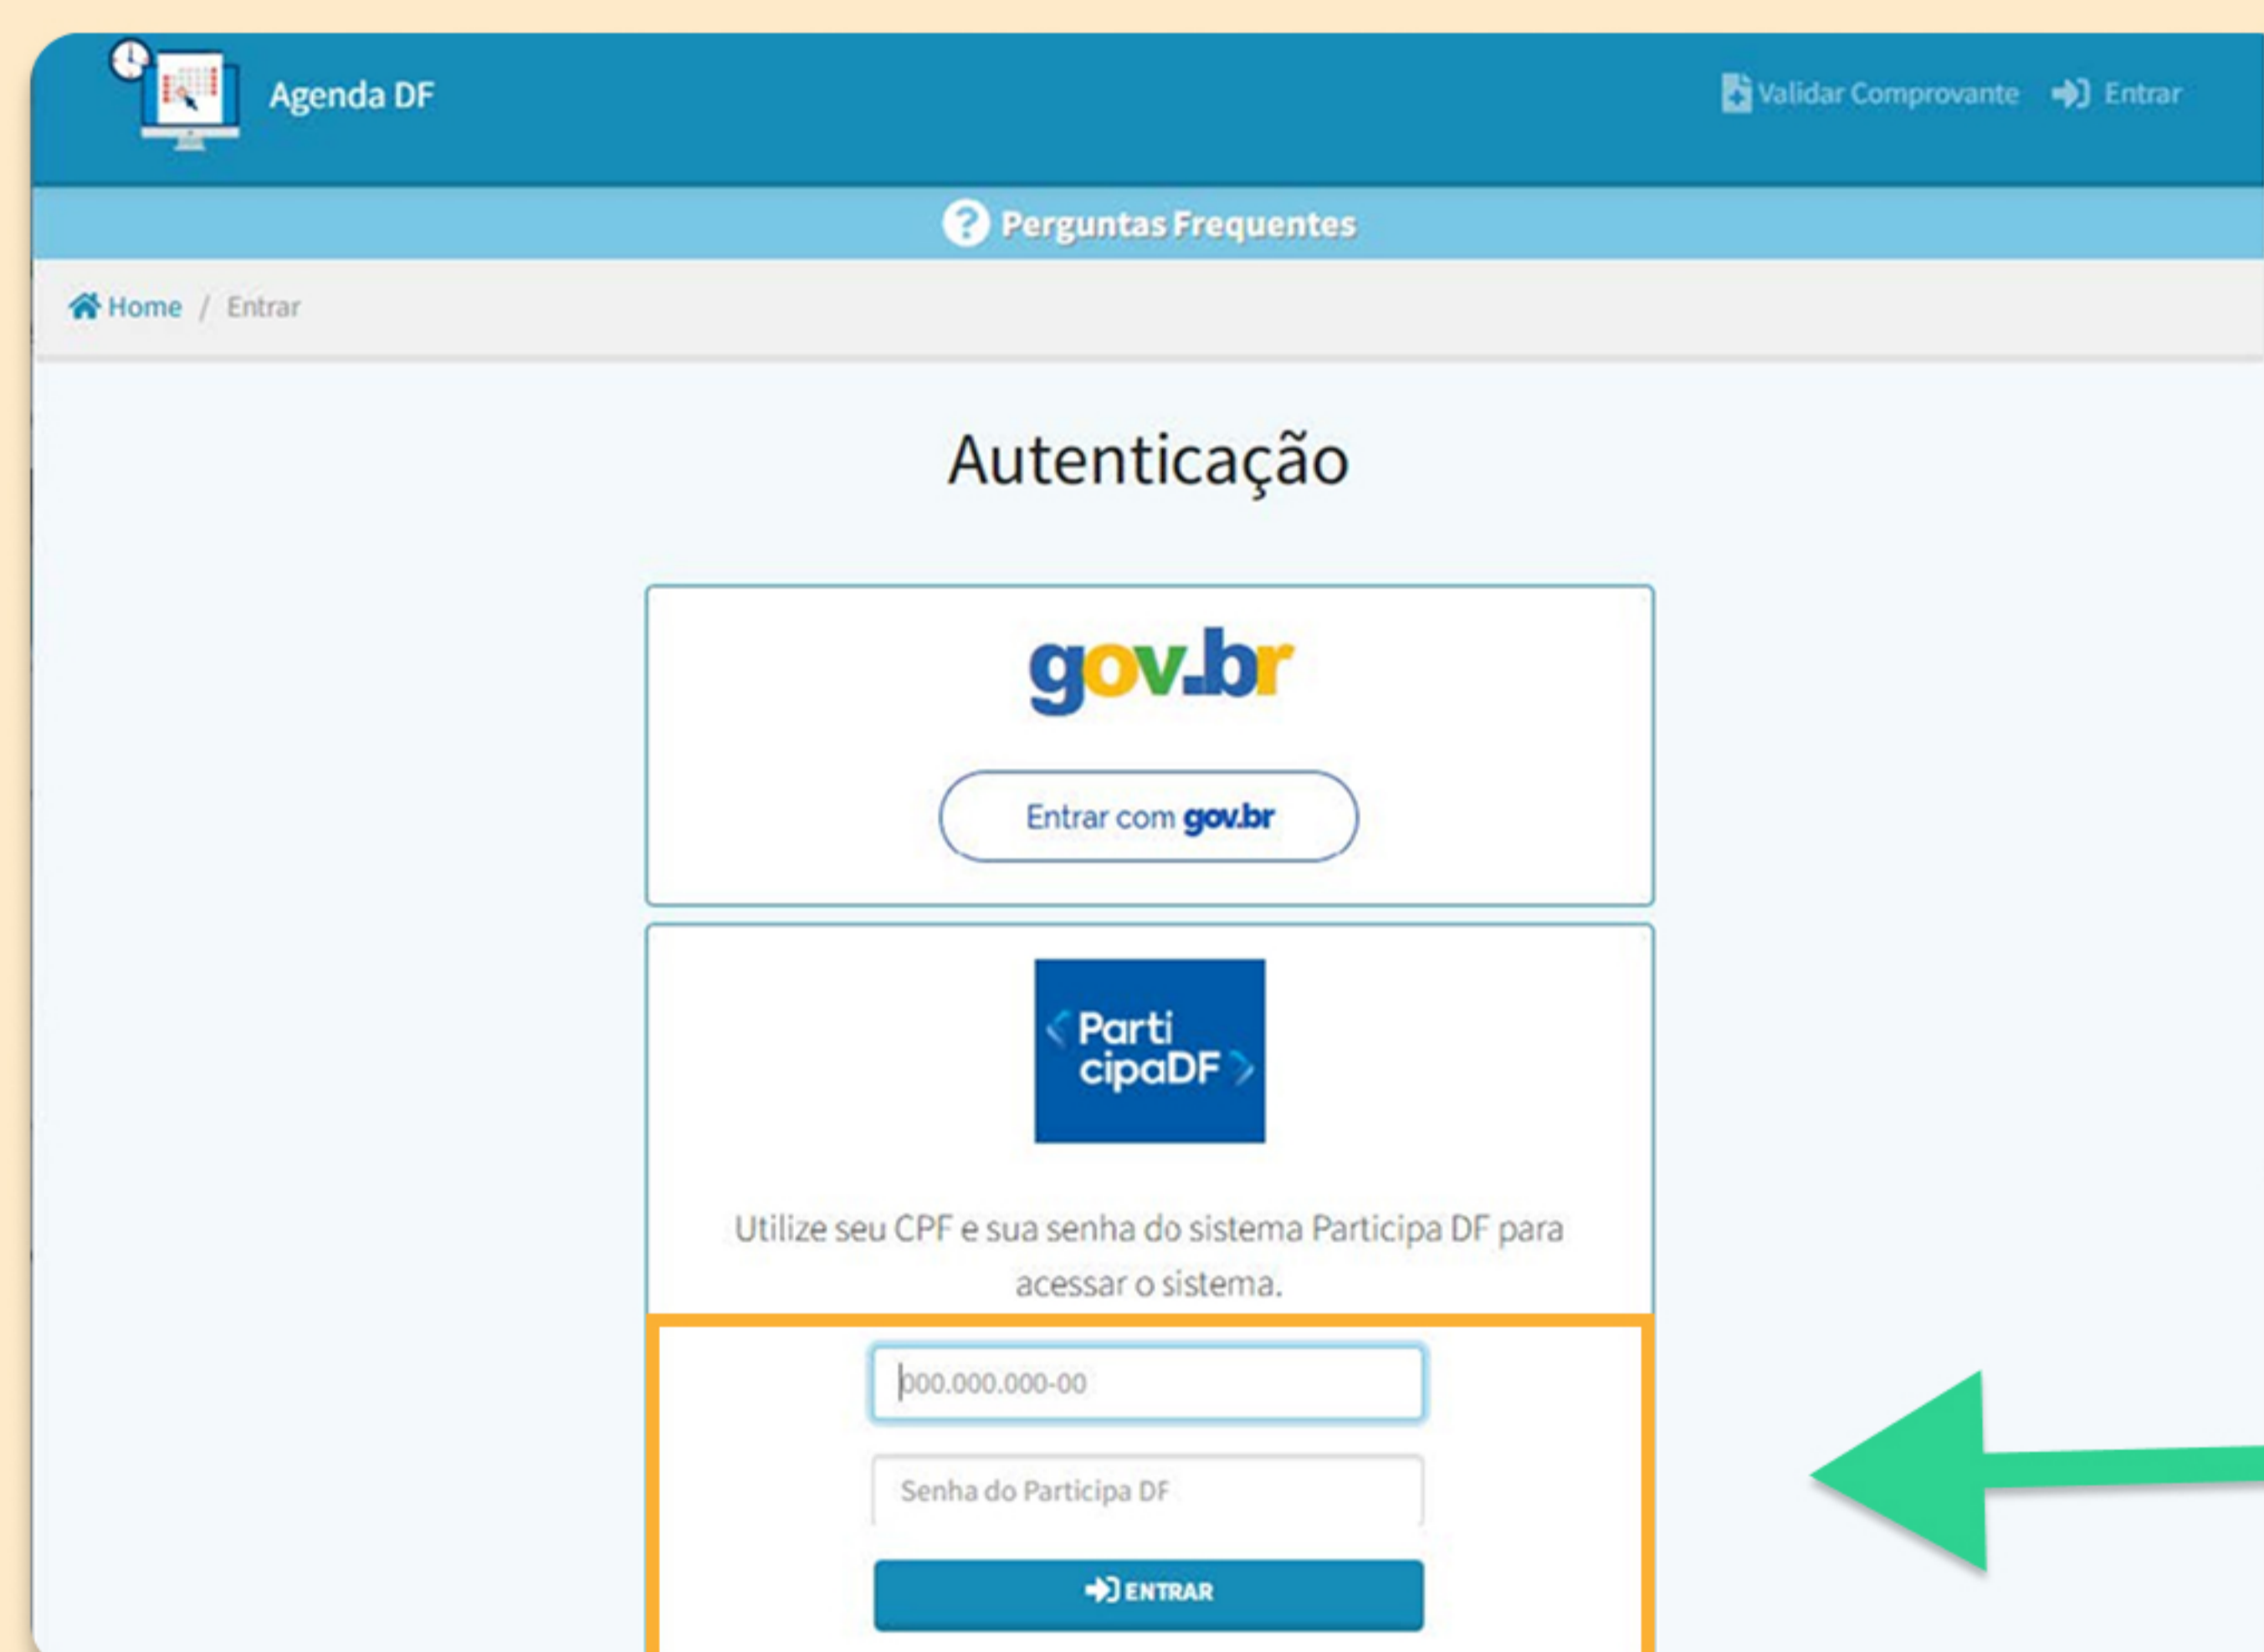 Agenda DF
Validar Comprovante Entrar
? Perguntas Frequentes
Home / Entrar
Autenticação
gov.br
Entrar com gov.br
Parti
cipaDF
Utilize seu CPF e sua senha do sistema Participa DF para
acessar o sistema.
000.000.000-00
Senha do Participa DF
ENTRAR